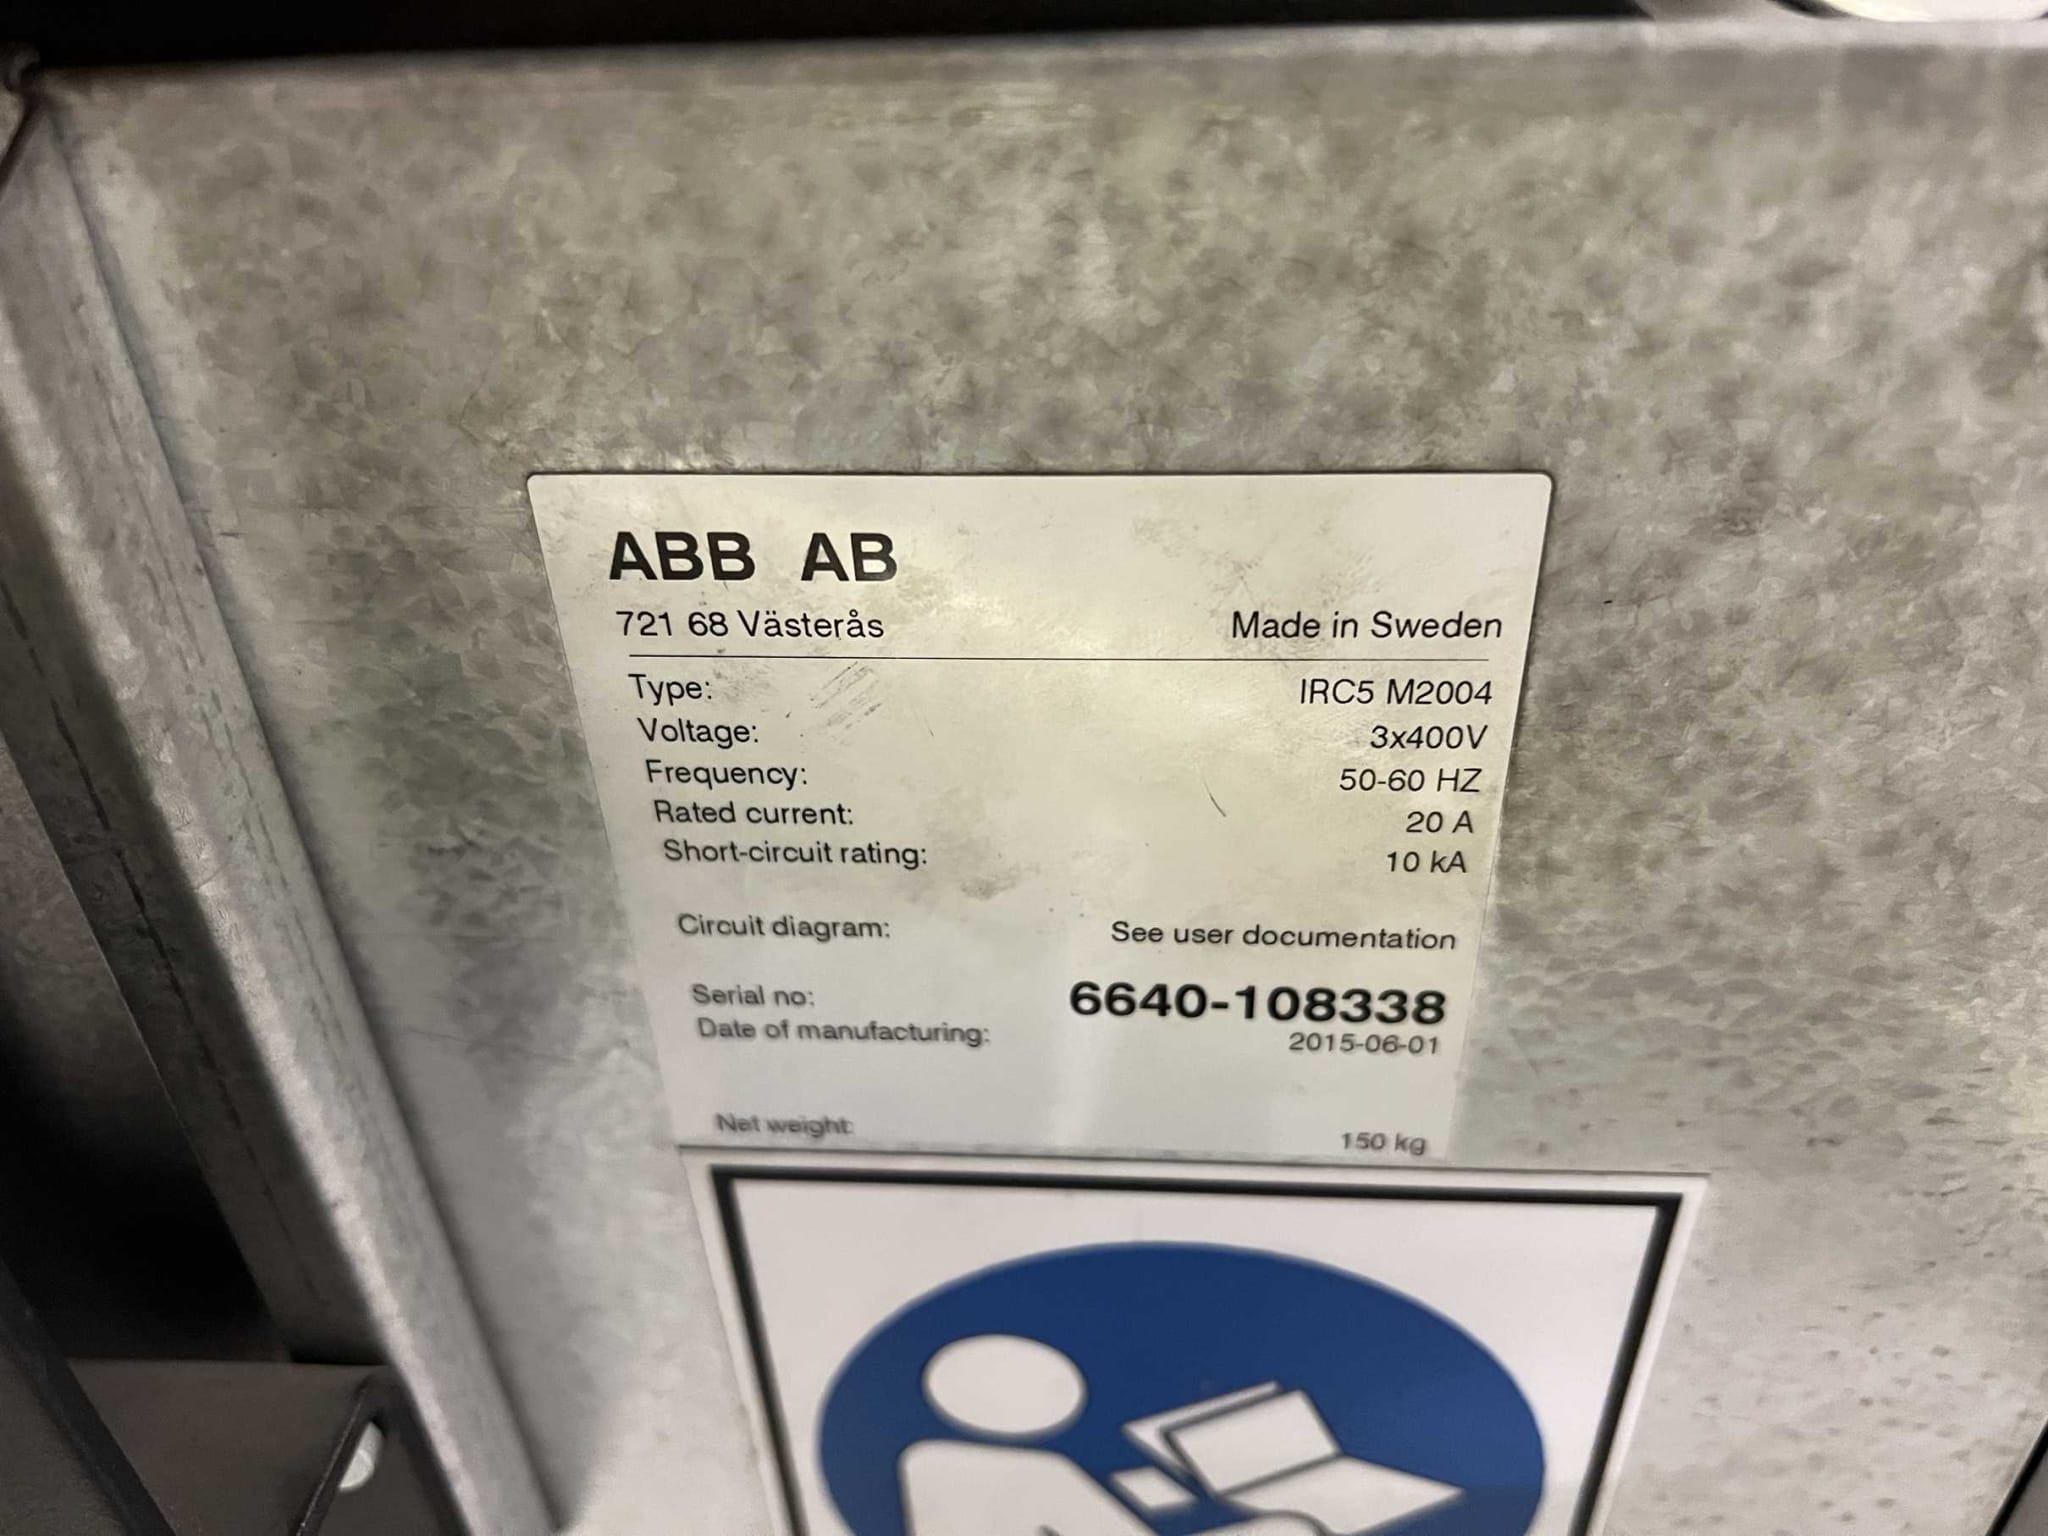 ABB AB
721 68 Västerås Made in Sweden
Type: IRC5 M2004
Voltage: 3x400V
Frequency: 50-60 HZ
Rated current: 20 A
Short-circuit rating: 10 kA
Circuit diagram: See user documentation
Serial no: 6640-108338
Date of manufacturing: 2015-06-01
Net weight: 150 kg